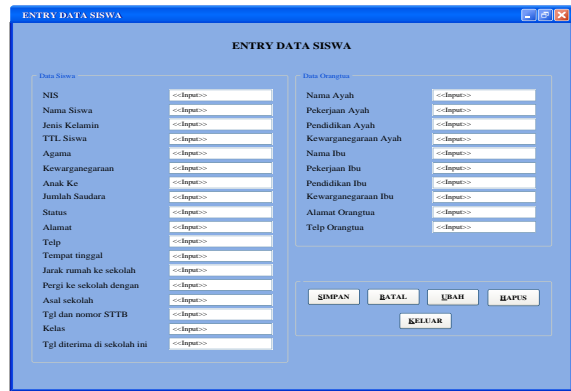 ENTRY DATA SISWA
ENTRY DATA SISWA
Data Siswa
NIS <<Input>>
Nama Siswa <<Input>>
Jenis Kelamin <<Input>>
TTL Siswa <<Input>>
Agama <<Input>>
Kewarganegaraan <<Input>>
Anak Ke <<Input>>
Jumlah Saudara <<Input>>
Status <<Input>>
Alamat <<Input>>
Telp <<Input>>
Tempat tinggal <<Input>>
Jarak rumah ke sekolah <<Input>>
Pergi ke sekolah dengan <<Input>>
Asal sekolah <<Input>>
Tgl dan nomor STTB <<Input>>
Kelas <<Input>>
Tgl diterima di sekolah ini <<Input>>
Data Orangtua
Nama Ayah <<Input>>
Pekerjaan Ayah <<Input>>
Pendidikan Ayah <<Input>>
Kewarganegaraan Ayah <<Input>>
Nama Ibu <<Input>>
Pekerjaan Ibu <<Input>>
Pendidikan Ibu <<Input>>
Kewarganegaraan Ibu <<Input>>
Alamat Orangtua <<Input>>
Telp Orangtua <<Input>>
SIMPAN BATAL UBAH HAPUS
KELUAR